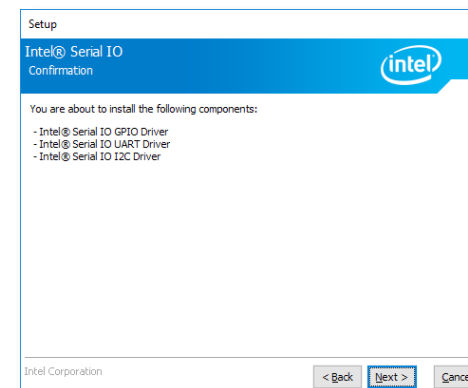 Setup
Intel® Serial IO
Confirmation
intel
You are about to install the following components:
- Intel® Serial IO GPIO Driver
- Intel® Serial IO UART Driver
- Intel® Serial IO I2C Driver
Intel Corporation
< Back
Next >
Cance